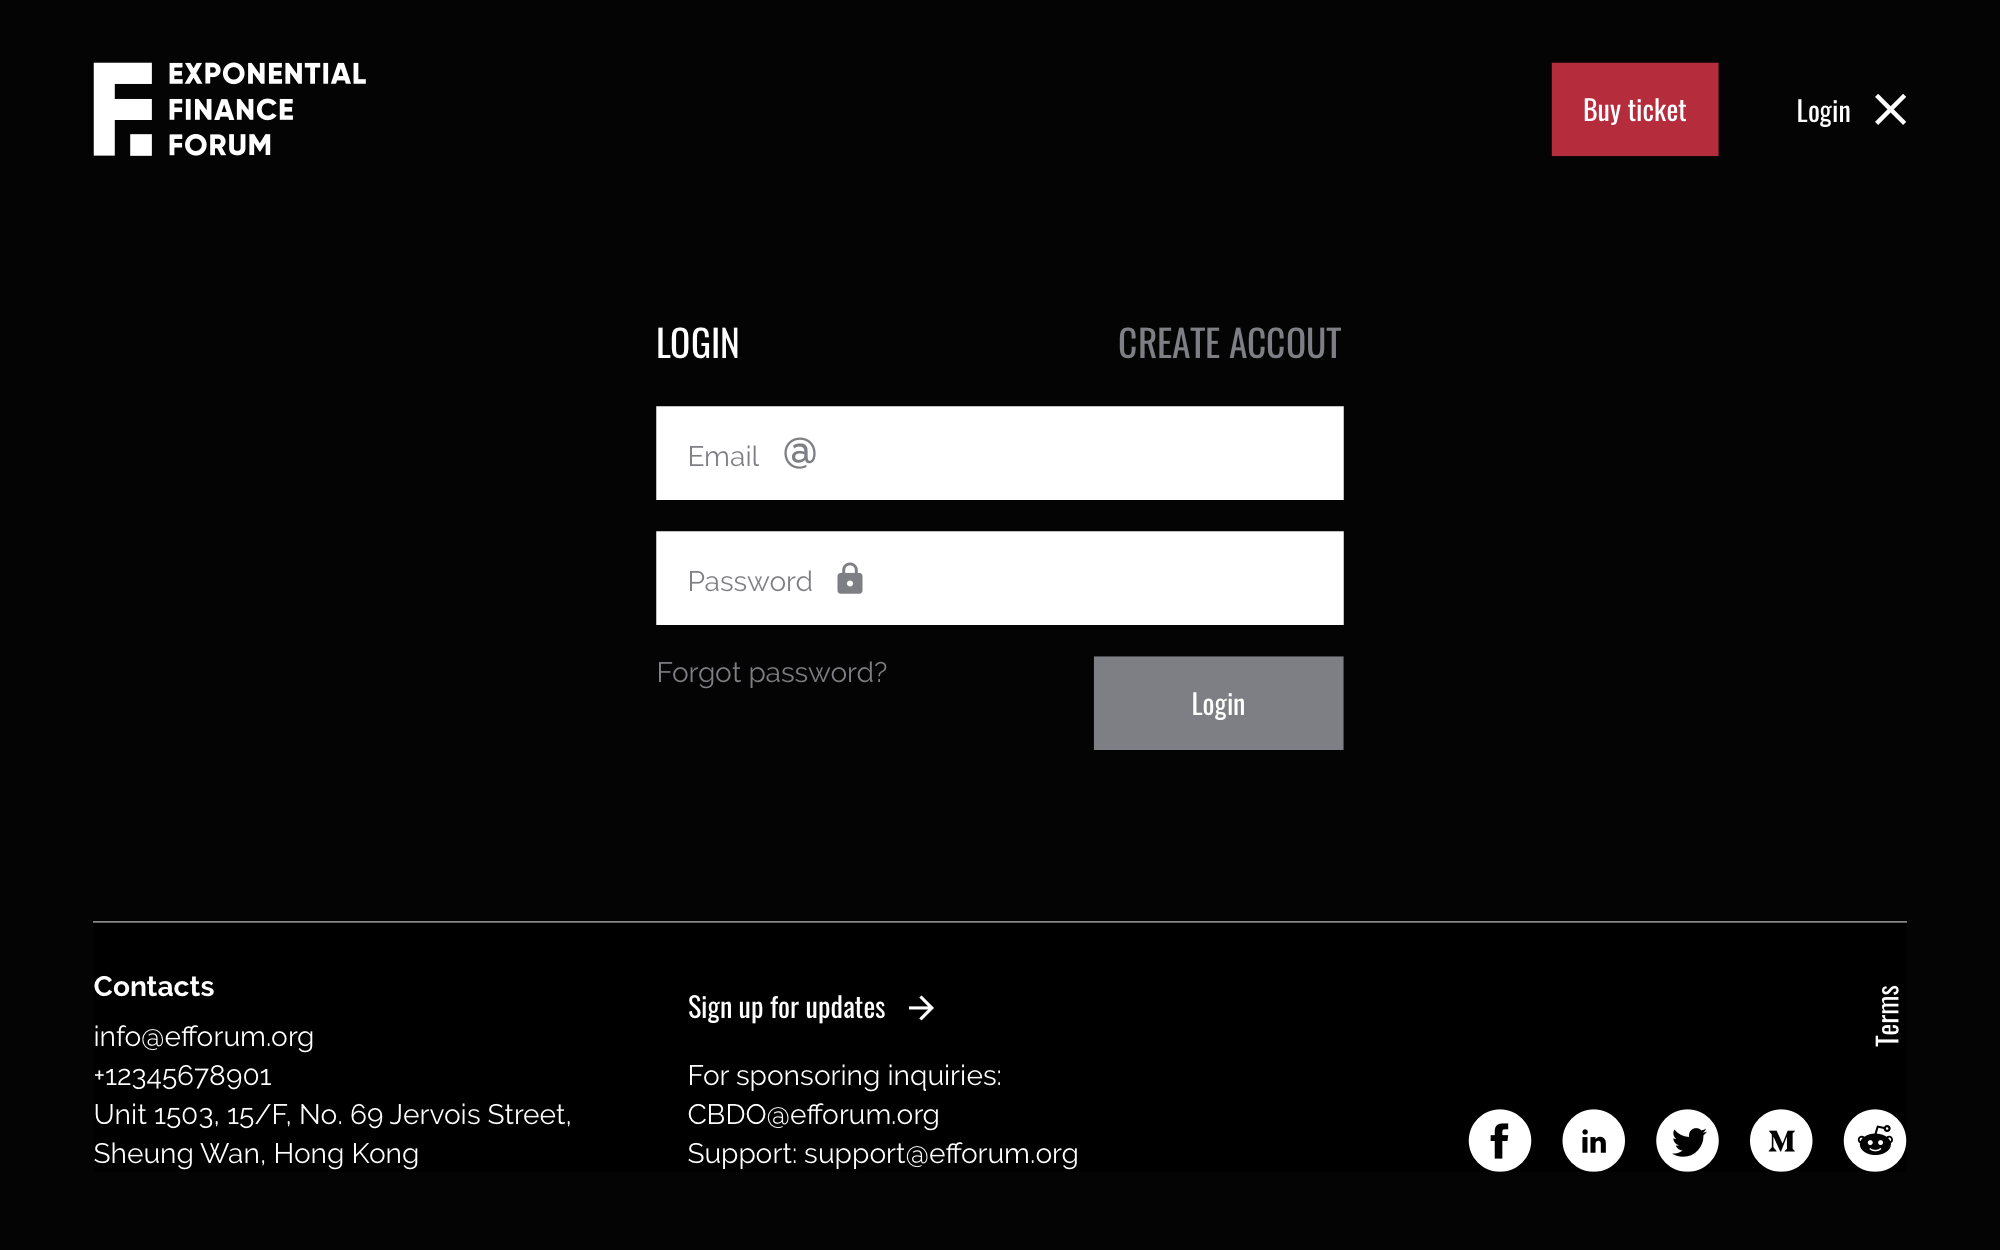 EXPONENTIAL
FINANCE
FORUM
Buy ticket
Login
LOGIN
CREATE ACCOUT
Email @
Password
Forgot password?
Login
Contacts
info@efforum.org
+12345678901
Unit 1503, 15/F, No. 69 Jervois Street,
Sheung Wan, Hong Kong
Sign up for updates
For sponsoring inquiries:
CBDO@efforum.org
Support: support@efforum.org
Terms